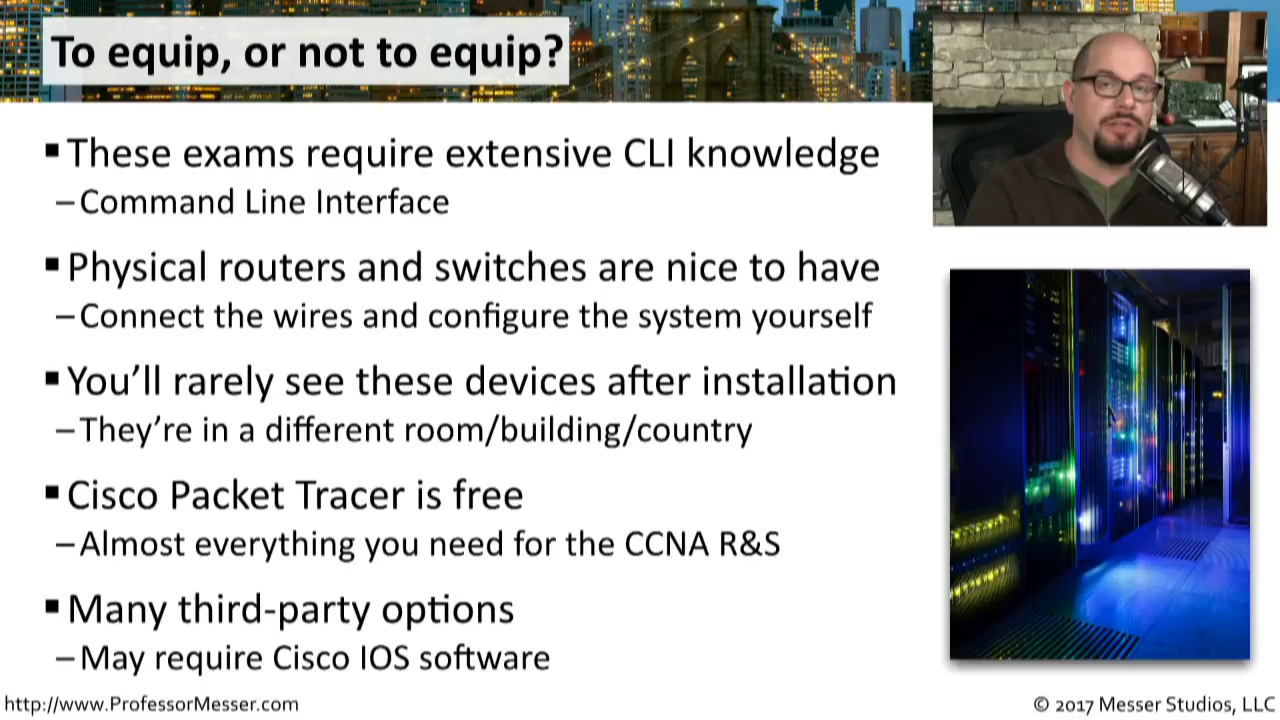 To equip, or not to equip?
▪ These exams require extensive CLI knowledge
– Command Line Interface
▪ Physical routers and switches are nice to have
– Connect the wires and configure the system yourself
▪ You’ll rarely see these devices after installation
– They’re in a different room/building/country
▪ Cisco Packet Tracer is free
– Almost everything you need for the CCNA R&S
▪ Many third-party options
– May require Cisco IOS software
http://www.ProfessorMesser.com
© 2017 Messer Studios, LLC